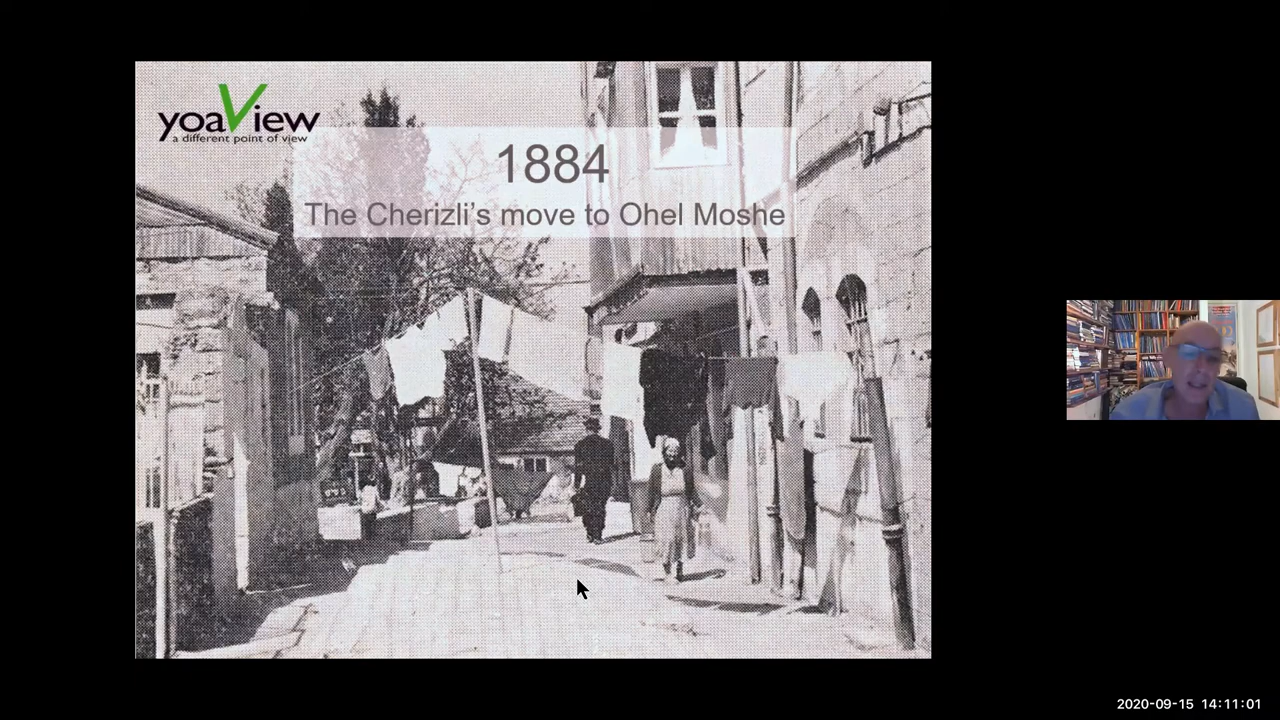 yoaView
a different point of view
1884
The Cherizli's move to Ohel Moshe
2020-09-15 14:11:01